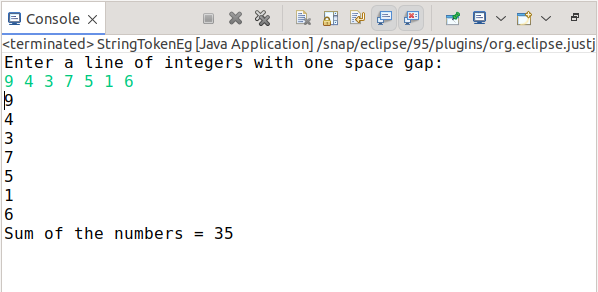 Console
<terminated> StringTokenEg [Java Application] /snap/eclipse/95/plugins/org.eclipse.justj
Enter a line of integers with one space gap:
9 4 3 7 5 1 6
9
4
3
7
5
1
6
Sum of the numbers = 35